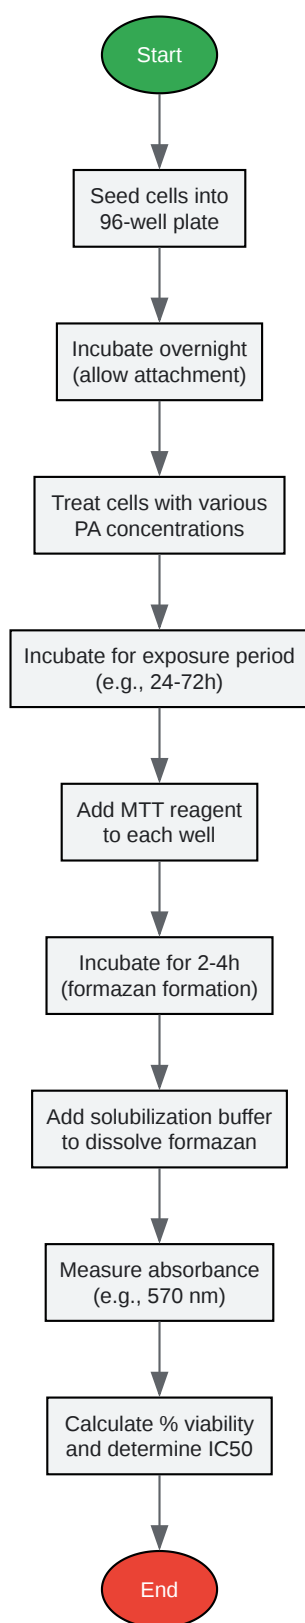 Start
Seed cells into
96-well plate
Incubate overnight
(allow attachment)
Treat cells with various
PA concentrations
Incubate for exposure period
(e.g., 24-72h)
Add MTT reagent
to each well
Incubate for 2-4h
(formazan formation)
Add solubilization buffer
to dissolve formazan
Measure absorbance
(e.g., 570 nm)
Calculate % viability
and determine IC50
End